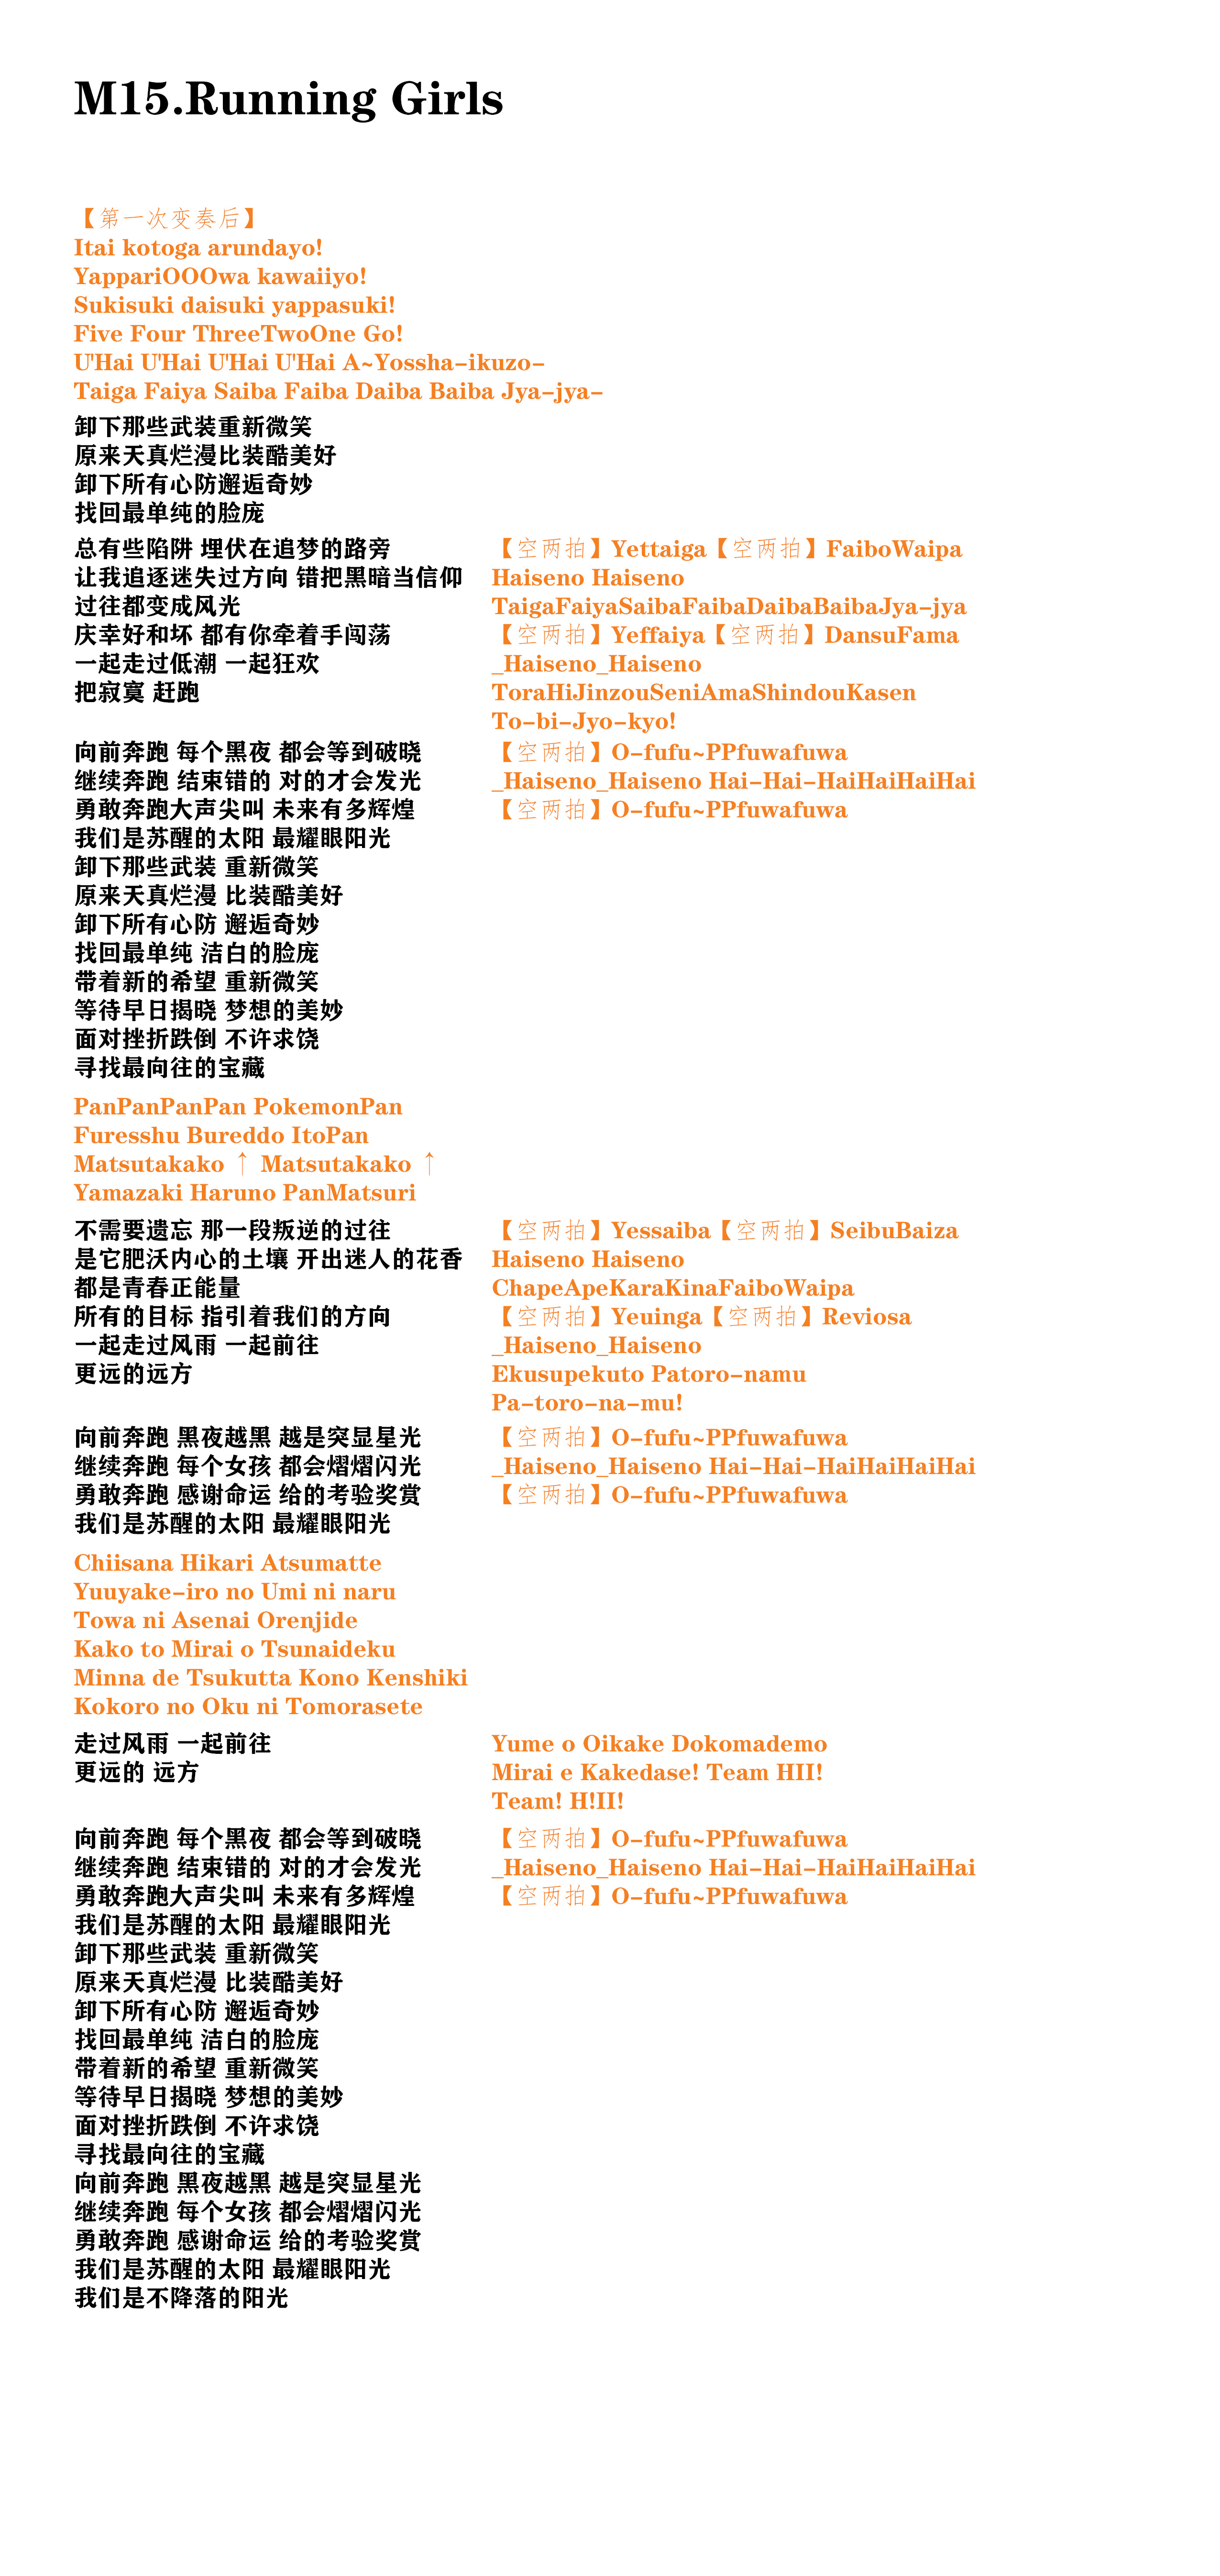 M15.Running Girls
【第一次变奏后】
Itai kotoga arundayo!
YappariOOOwa kawaiiyo!
Sukisuki daisuki yappasuki!
Five Four ThreeTwoOne Go!
U'Hai U'Hai U'Hai U'Hai A~Yossha-ikuzo-
Taiga Faiya Saiba Faiba Daiba Baiba Jya-jya-
卸下那些武装重新微笑
原来天真烂漫比装酷美好
卸下所有心防邂逅奇妙
找回最单纯的脸庞
总有些陷阱 埋伏在追梦的路旁
让我追逐迷失过方向 错把黑暗当信仰
过往都变成风光
庆幸好和坏 都有你牵着手闯荡
一起走过低潮 一起狂欢
把寂寞 赶跑
【空两拍】Yettaiga【空两拍】FaiboWaipa
Haiseno Haiseno
TaigaFaiyaSaibaFaibaDaibaBaibaJya-jya
【空两拍】Yeffaiya【空两拍】DansuFama
_Haiseno_Haiseno
ToraHiJinzouSeniAmaShindouKasen
To-bi-Jyo-kyo!
向前奔跑 每个黑夜 都会等到破晓
继续奔跑 结束错的 对的才会发光
勇敢奔跑大声尖叫 未来有多辉煌
我们是苏醒的太阳 最耀眼阳光
卸下那些武装 重新微笑
原来天真烂漫 比装酷美好
卸下所有心防 邂逅奇妙
找回最单纯 洁白的脸庞
带着新的希望 重新微笑
等待早日揭晓 梦想的美妙
面对挫折跌倒 不许求饶
寻找最向往的宝藏
【空两拍】O-fufu~PPfuwafuwa
_Haiseno_Haiseno Hai-Hai-HaiHaiHaiHai
【空两拍】O-fufu~PPfuwafuwa
PanPanPanPan PokemonPan
Furesshu Bureddo ItoPan
Matsutakako ↑ Matsutakako ↑
Yamazaki Haruno PanMatsuri
不需要遗忘 那一段叛逆的过往
是它肥沃内心的土壤 开出迷人的花香
都是青春正能量
所有的目标 指引着我们的方向
一起走过风雨 一起前往
更远的远方
【空两拍】Yessaiba【空两拍】SeibuBaiza
Haiseno Haiseno
ChapeApeKaraKinaFaiboWaipa
【空两拍】Yeuinga【空两拍】Reviosa
_Haiseno_Haiseno
Ekusupekuto Patoro-namu
Pa-toro-na-mu!
向前奔跑 黑夜越黑 越是突显星光
继续奔跑 每个女孩 都会熠熠闪光
勇敢奔跑 感谢命运 给的考验奖赏
我们是苏醒的太阳 最耀眼阳光
【空两拍】O-fufu~PPfuwafuwa
_Haiseno_Haiseno Hai-Hai-HaiHaiHaiHai
【空两拍】O-fufu~PPfuwafuwa
Chiisana Hikari Atsumatte
Yuuyake-iro no Umi ni naru
Towa ni Asenai Orenjide
Kako to Mirai o Tsunaideku
Minna de Tsukutta Kono Kenshiki
Kokoro no Oku ni Tomorasete
走过风雨 一起前往
更远的 远方
Yume o Oikake Dokomademo
Mirai e Kakedase! Team HII!
Team! H!II!
向前奔跑 每个黑夜 都会等到破晓
继续奔跑 结束错的 对的才会发光
勇敢奔跑大声尖叫 未来有多辉煌
我们是苏醒的太阳 最耀眼阳光
卸下那些武装 重新微笑
原来天真烂漫 比装酷美好
卸下所有心防 邂逅奇妙
找回最单纯 洁白的脸庞
带着新的希望 重新微笑
等待早日揭晓 梦想的美妙
面对挫折跌倒 不许求饶
寻找最向往的宝藏
向前奔跑 黑夜越黑 越是突显星光
继续奔跑 每个女孩 都会熠熠闪光
勇敢奔跑 感谢命运 给的考验奖赏
我们是苏醒的太阳 最耀眼阳光
我们是不降落的阳光
【空两拍】O-fufu~PPfuwafuwa
_Haiseno_Haiseno Hai-Hai-HaiHaiHaiHai
【空两拍】O-fufu~PPfuwafuwa